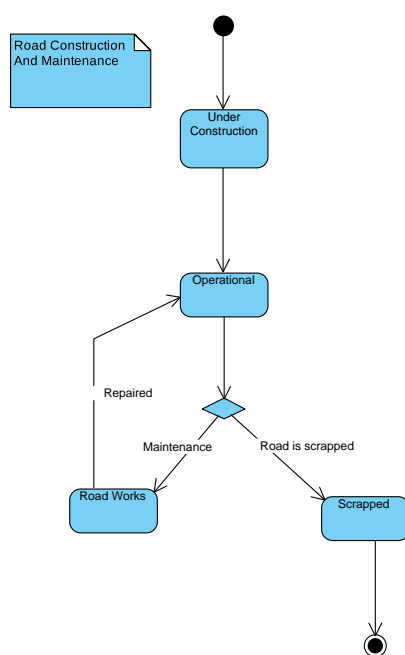 Road Construction
And Maintenance
Under
Construction
Operational
Repaired
Maintenance
Road is scrapped
Road Works
Scrapped